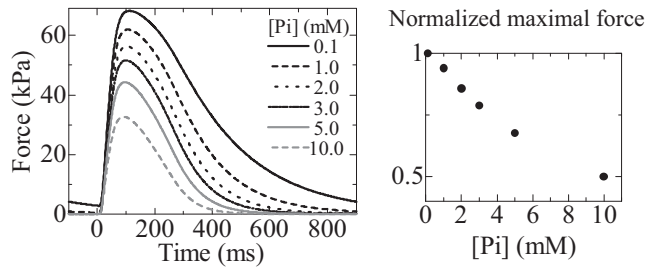 [Pi] (mM)
0.1
1.0
2.0
3.0
5.0
10.0
Force (kPa)
60
40
20
0
0 200 400 600 800
Time (ms)
Normalized maximal force
1
0.5
0 2 4 6 8 10
[Pi] (mM)